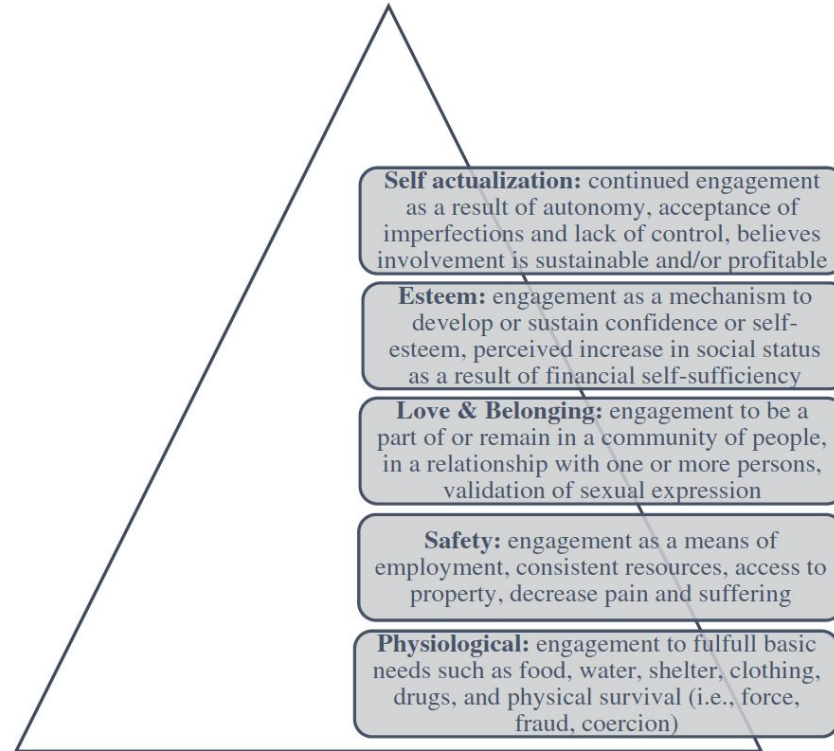 Self actualization: continued engagement
as a result of autonomy, acceptance of
imperfections and lack of control, believes
involvement is sustainable and/or profitable
Esteem: engagement as a mechanism to
develop or sustain confidence or self-
esteem, perceived increase in social status
as a result of financial self-sufficiency
Love & Belonging: engagement to be a
part of or remain in a community of people,
in a relationship with one or more persons,
validation of sexual expression
Safety: engagement as a means of
employment, consistent resources, access to
property, decrease pain and suffering
Physiological: engagement to fulfull basic
needs such as food, water, shelter, clothing,
drugs, and physical survival (i.e., force,
fraud, coercion)